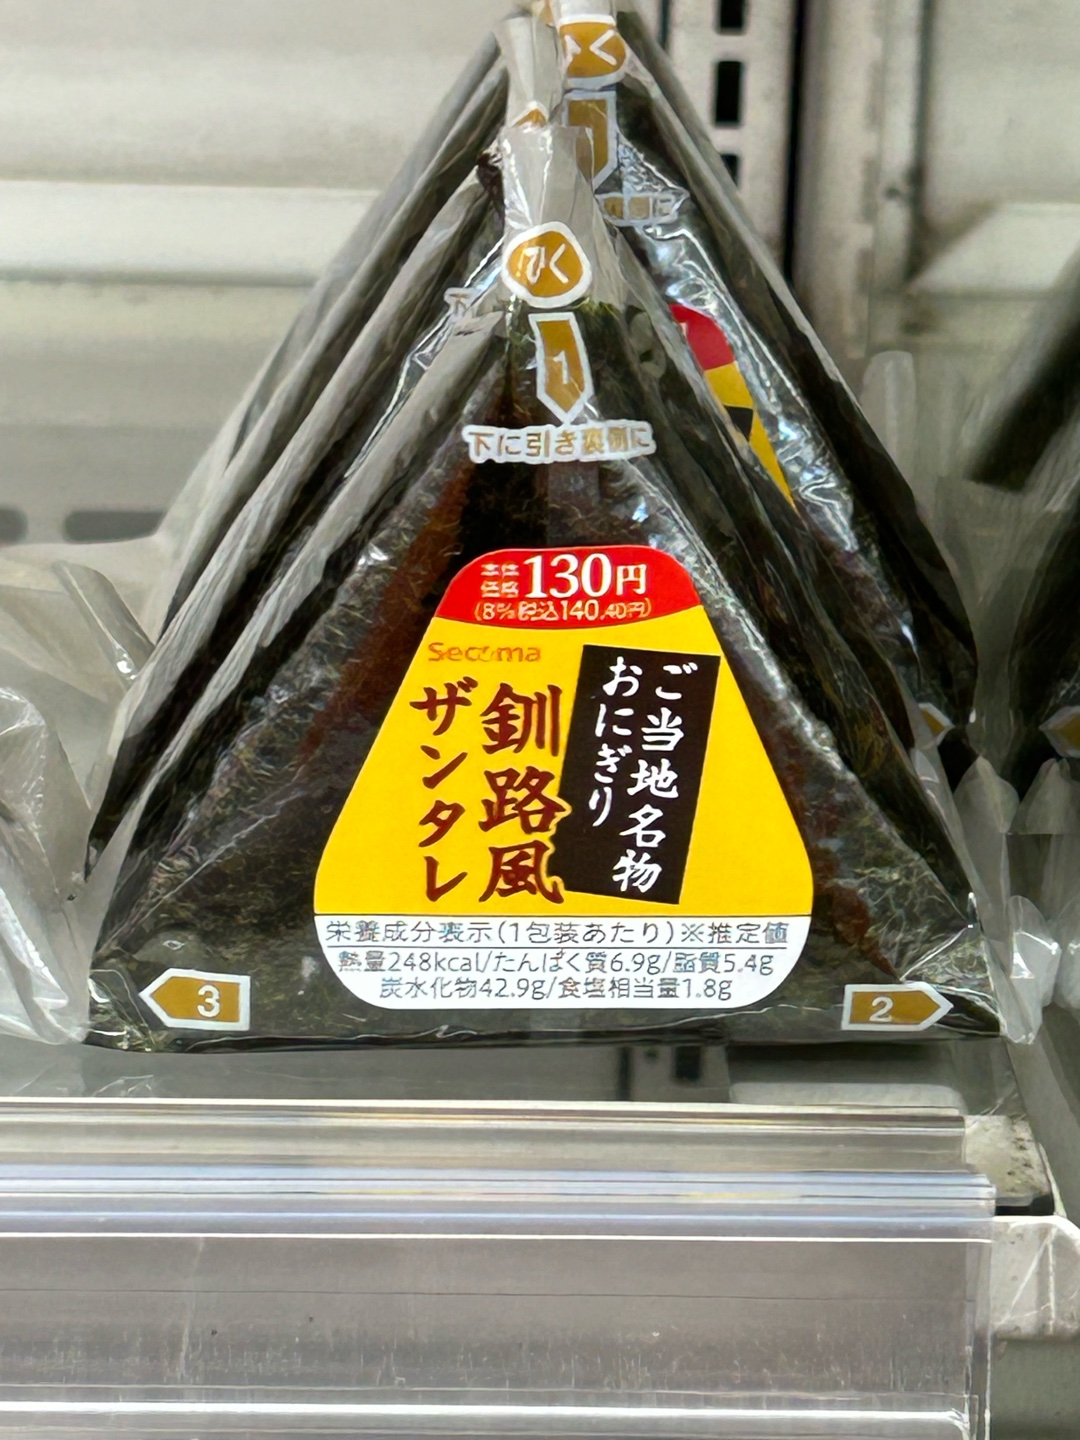 ひく
1
下に引き裏側に
本体価格130円
(8%税込140.40円)
Secoma
ご当地名物
おにぎり
釧路風
ザンタレ
栄養成分表示(1包装あたり)※推定値
熱量248kcal/たんぱく質6.9g/脂質5.4g
炭水化物42.9g/食塩相当量1.8g
3
2